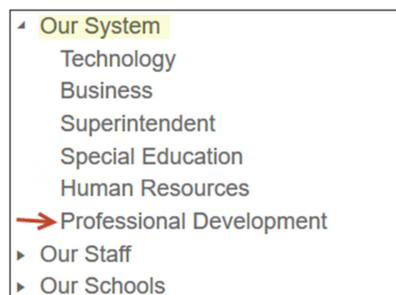 Our System
Technology
Business
Superintendent
Special Education
Human Resources
Professional Development
Our Staff
Our Schools